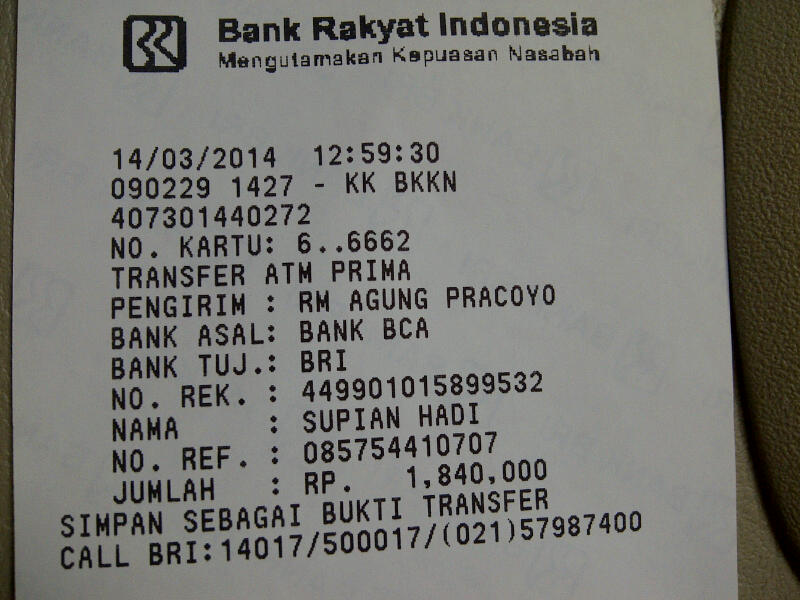 Bank Rakyat Indonesia
Mengutamakan Kepuasan Nasabah
14/03/2014 12:59:30
090229 1427 - KK BKKN
407301440272
NO. KARTU: 6..6662
TRANSFER ATM PRIMA
PENGIRIM : RM AGUNG PRACOYO
BANK ASAL: BANK BCA
BANK TUJ.: BRI
NO. REK. : 449901015899532
NAMA : SUPIAN HADI
NO. REF. : 085754410707
JUMLAH : RP. 1,840,000
SIMPAN SEBAGAI BUKTI TRANSFER
CALL BRI:14017/500017/(021)57987400